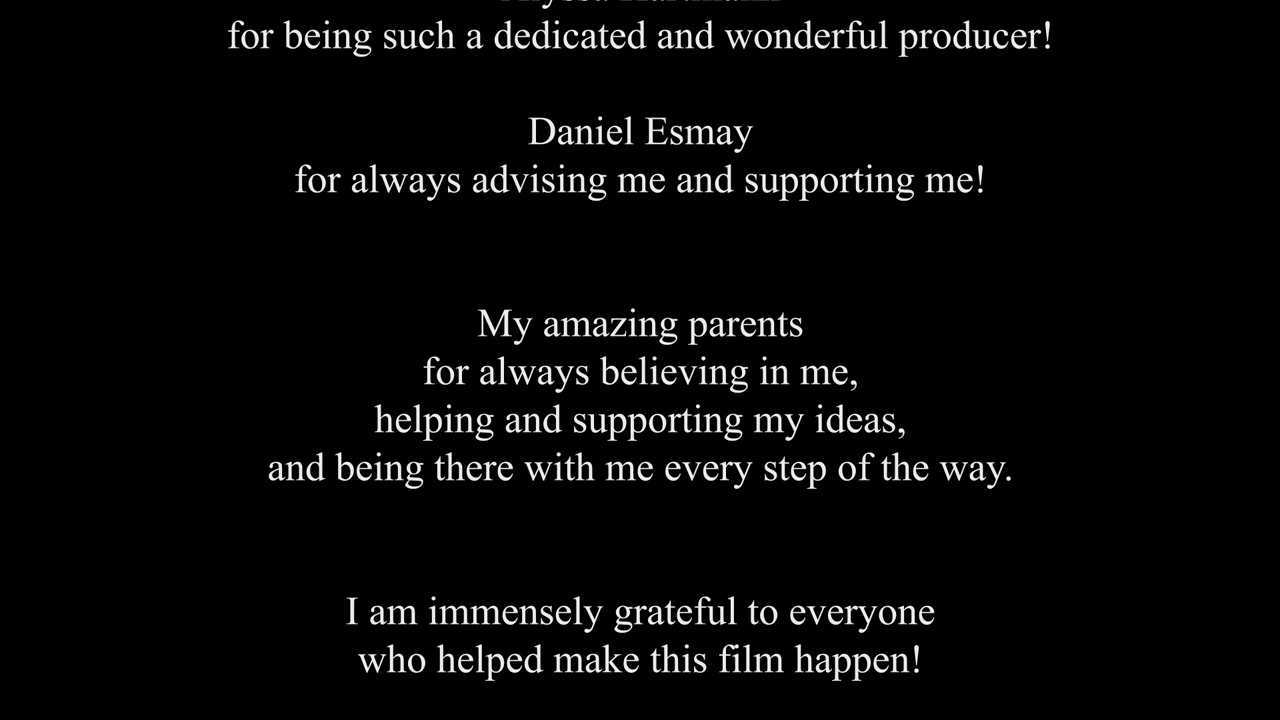 for being such a dedicated and wonderful producer!
Daniel Esmay
for always advising me and supporting me!
My amazing parents
for always believing in me,
helping and supporting my ideas,
and being there with me every step of the way.
I am immensely grateful to everyone
who helped make this film happen!